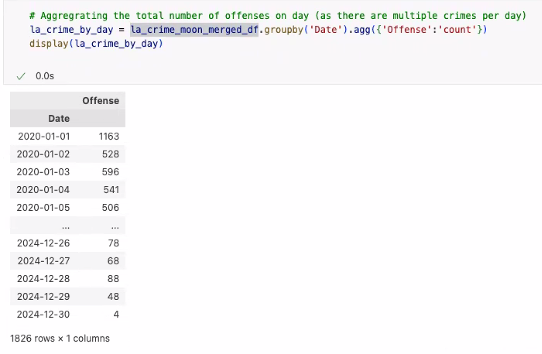 # Aggregrating the total number of offenses on day (as there are multiple crimes per day)
la_crime_by_day = la_crime_moon_merged_df.groupby('Date').agg({'Offense':'count'})
display(la_crime_by_day)
✓ 0.0s
Offense
Date
2020-01-01 1163
2020-01-02 528
2020-01-03 596
2020-01-04 541
2020-01-05 506
... ...
2024-12-26 78
2024-12-27 68
2024-12-28 88
2024-12-29 48
2024-12-30 4
1826 rows × 1 columns